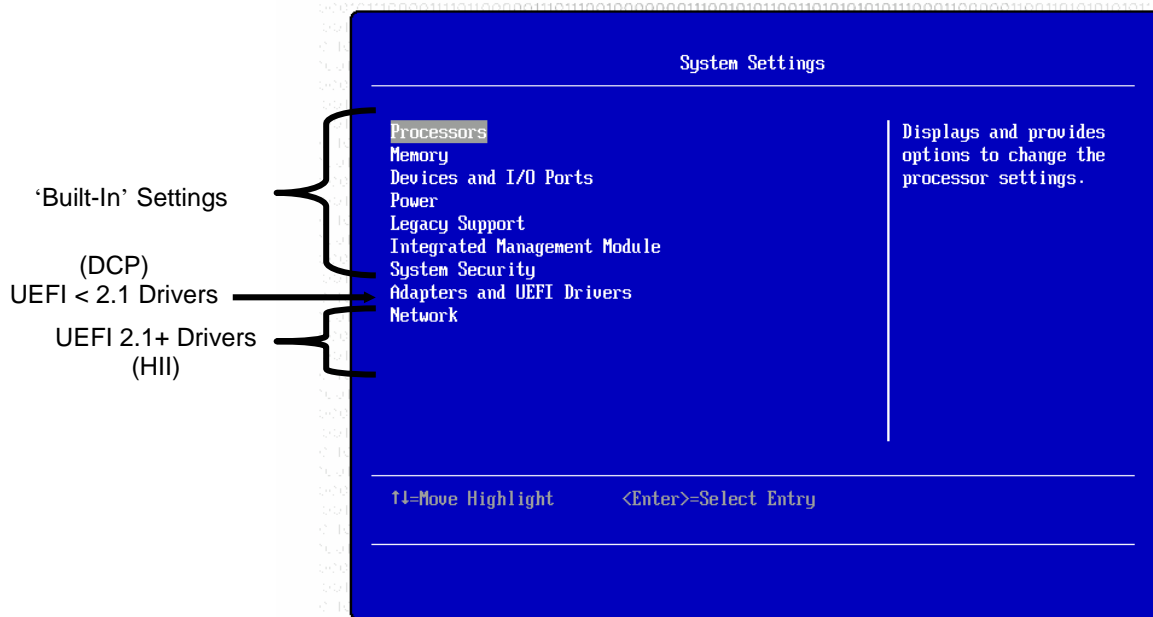 System Settings
Processors
Memory
Devices and I/O Ports
Power
Legacy Support
Integrated Management Module
System Security
Adapters and UEFI Drivers
Network
Displays and provides
options to change the
processor settings.
↑↓=Move Highlight <Enter>=Select Entry
‘Built-In’ Settings
(DCP)
UEFI < 2.1 Drivers
UEFI 2.1+ Drivers
(HII)